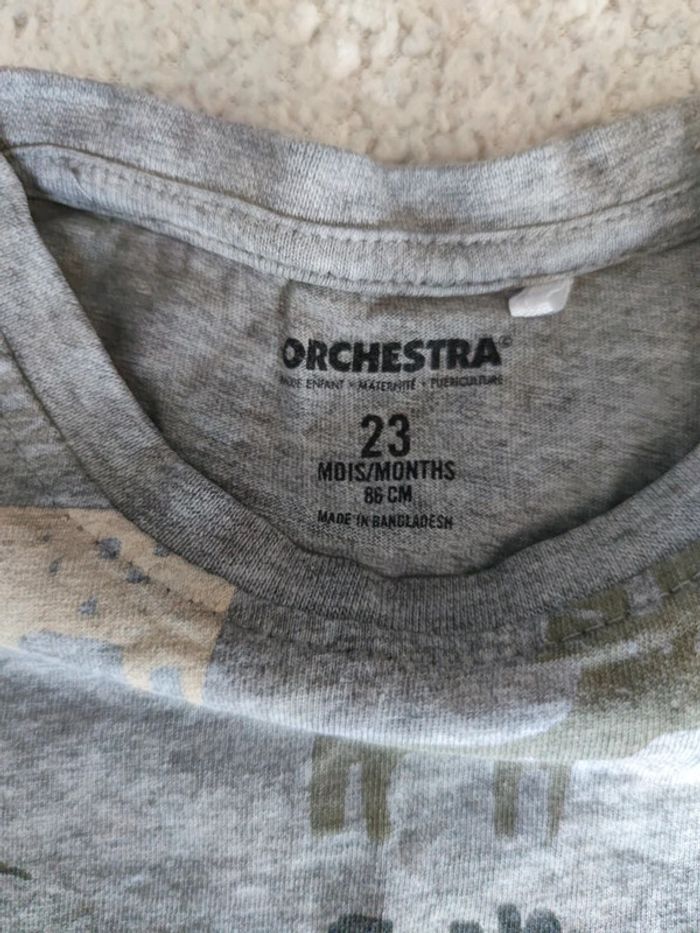 ORCHESTRA©
MODE ENFANT • MATERNITÉ • PUÉRICULTURE
23
MOIS/MONTHS
86 CM
MADE IN BANGLADESH